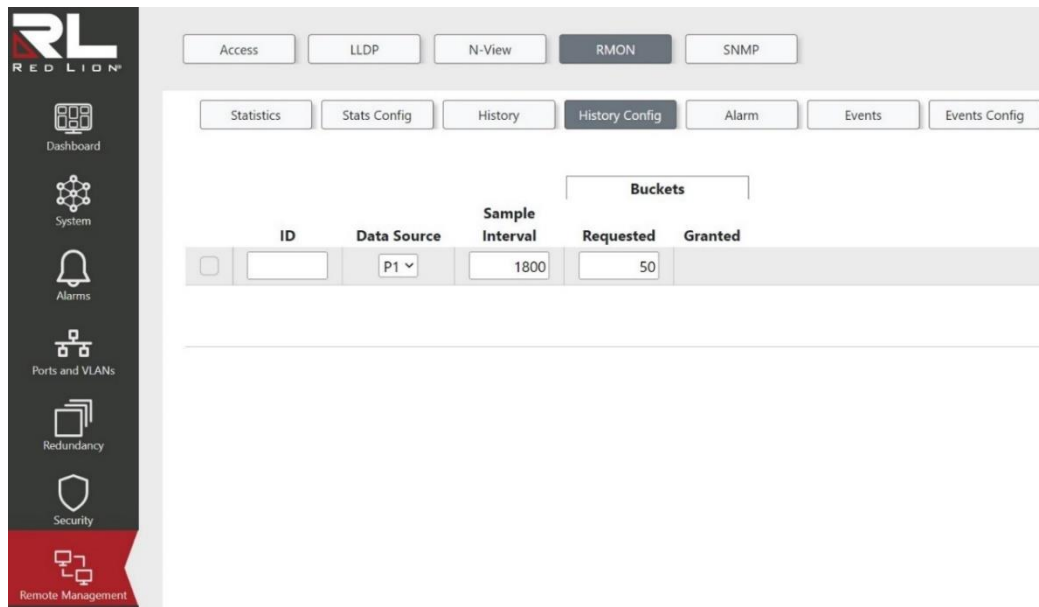 RL
RED LION®
Access LLDP N-View RMON SNMP
Statistics Stats Config History History Config Alarm Events Events Config
Dashboard
System
Alarms
Ports and VLANs
Redundancy
Security
Remote Management
Buckets
Sample
ID Data Source Interval Requested Granted
P1 1800 50